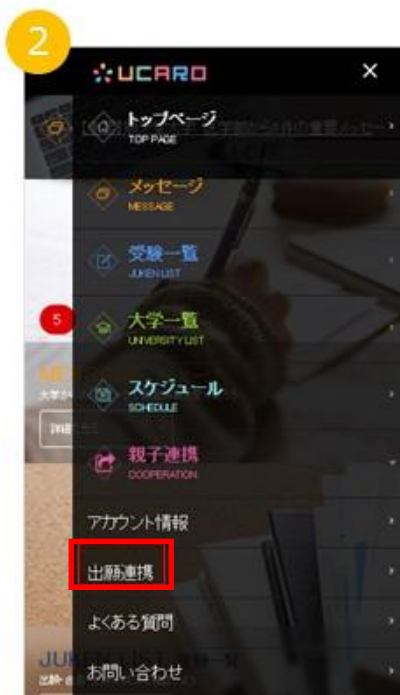 2
UCARO
×
トップページ
TOP PAGE
メッセージ
MESSAGE
受験一覧
JUKEN LIST
5
大学一覧
UNIVERSITY LIST
スケジュール
SCHEDULE
親子連携
COOPERATION
アカウント情報
出願連携
よくある質問
お問い合わせ